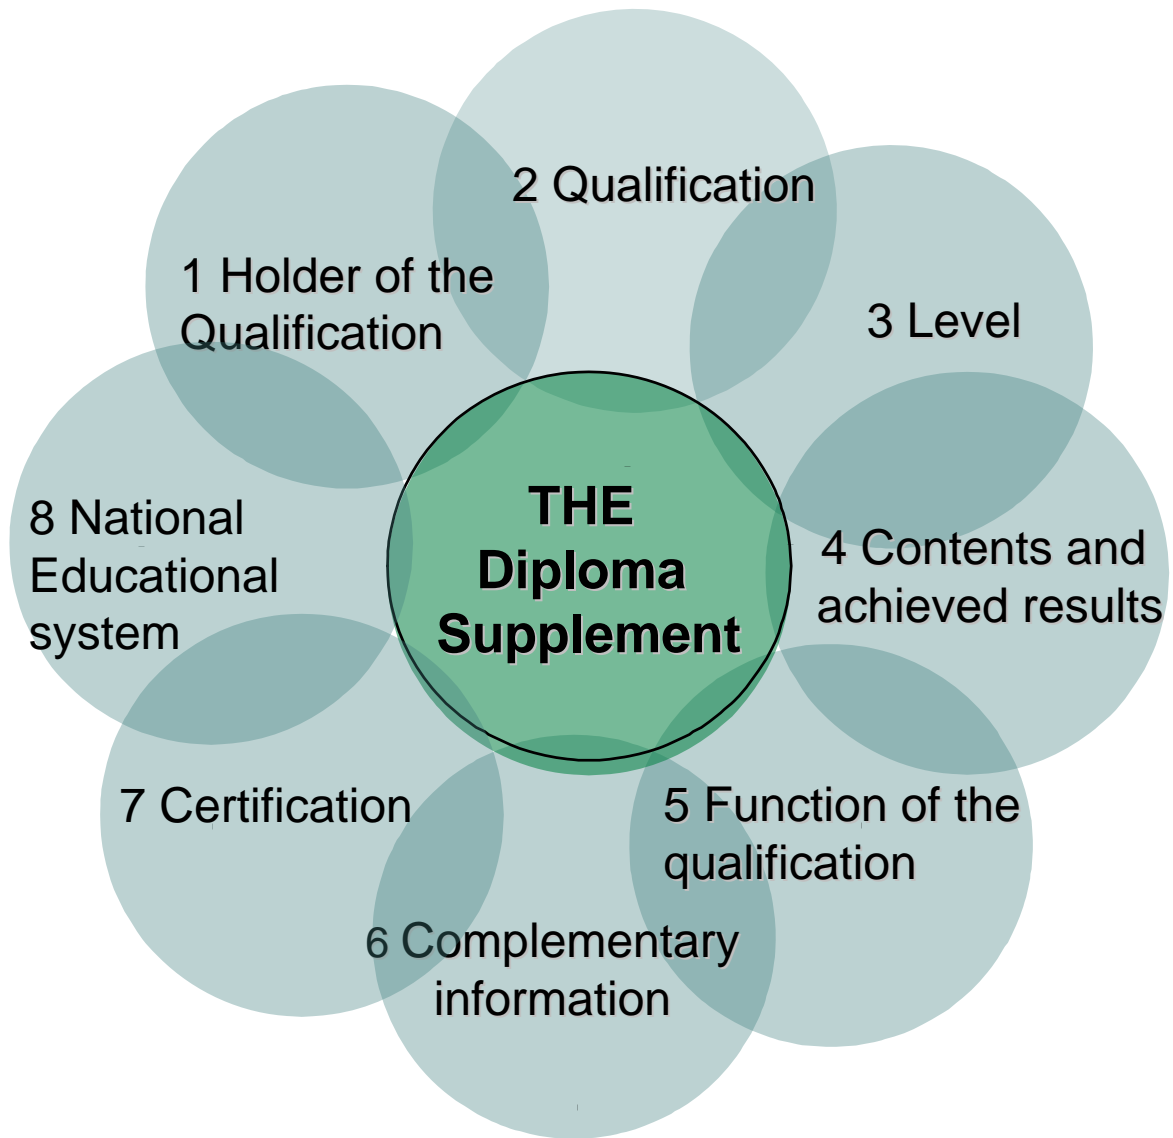 THE
Diploma
Supplement
1 Holder of the
Qualification
2 Qualification
3 Level
4 Contents and
achieved results
5 Function of the
qualification
6 Complementary
information
7 Certification
8 National
Educational
system